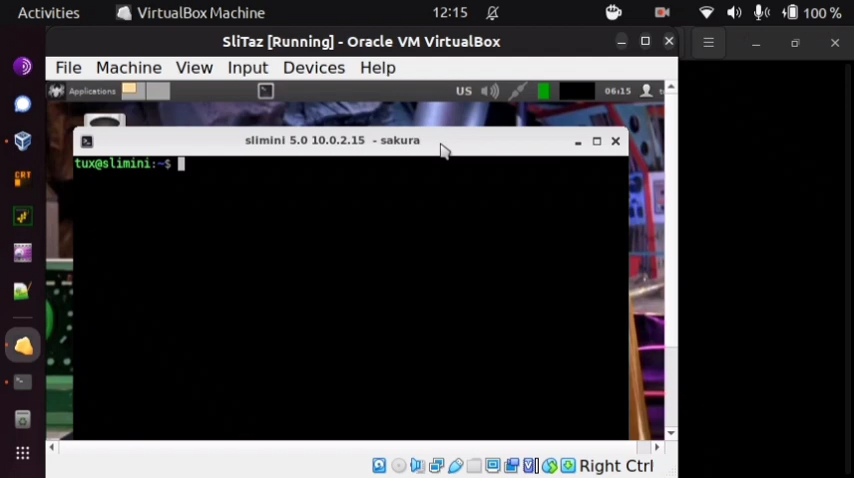 Activities VirtualBox Machine 12:15 100 %
SliTaz [Running] - Oracle VM VirtualBox
File Machine View Input Devices Help
Applications US 06:15
slimini 5.0 10.0.2.15 - sakura
tux@slimini:~$
CRT
Right Ctrl